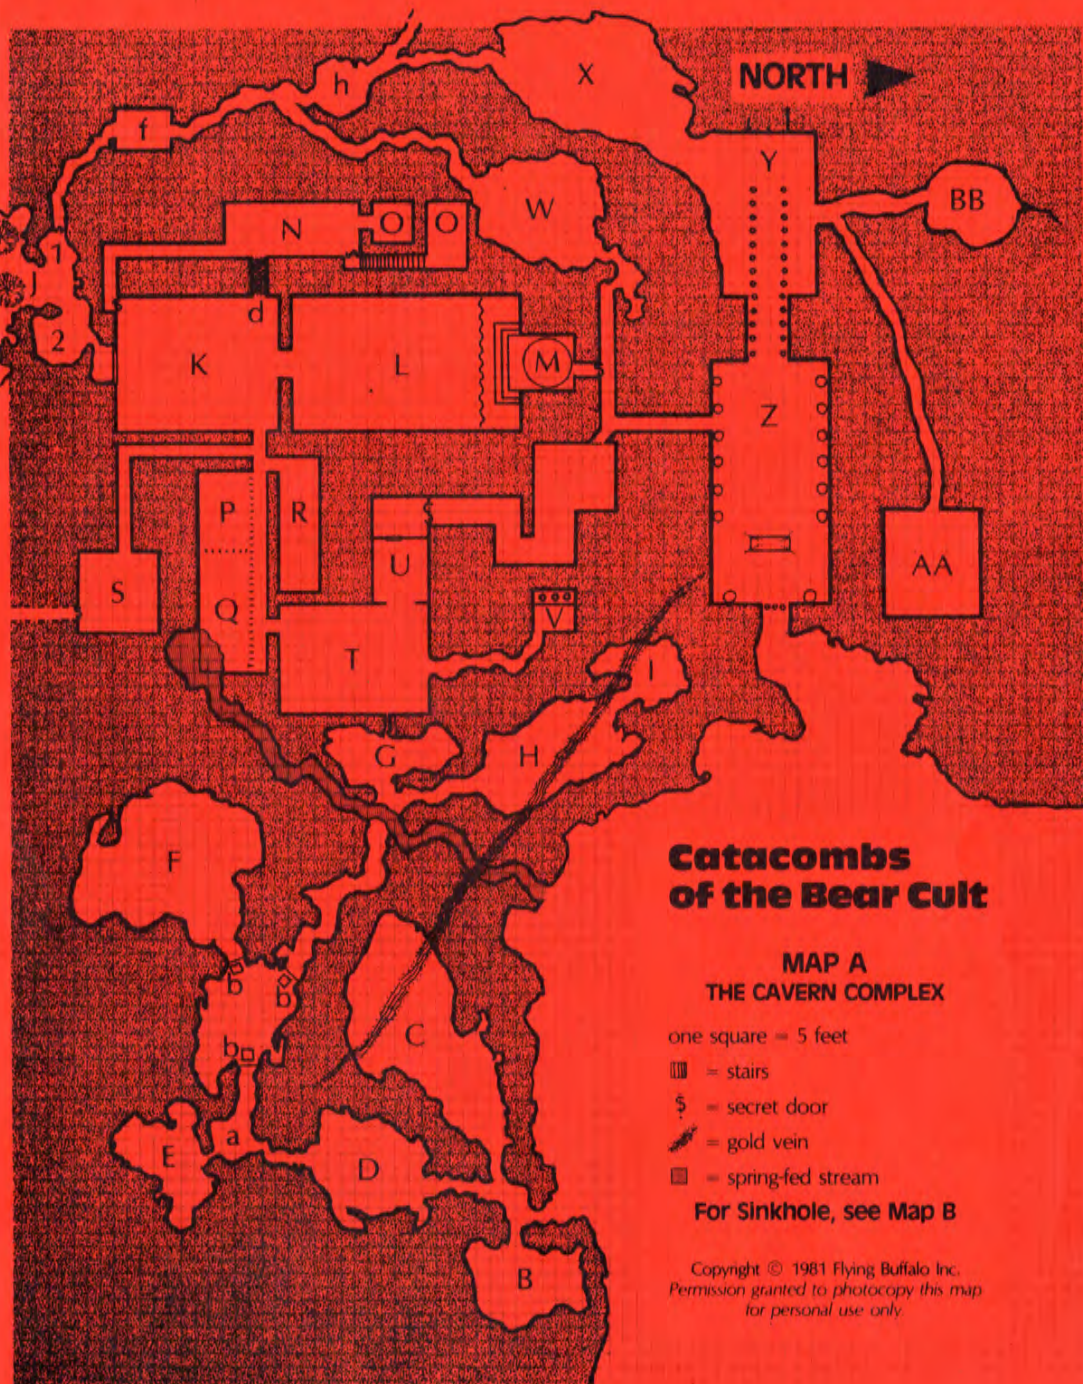 X
NORTH
h
f
Y
BB
W
O
O
N
1
J
d
2
K
L
M
Z
P
R
U
AA
S
Q
V
T
I
G
H
F
Catacombs
of the Bear Cult
MAP A
THE CAVERN COMPLEX
b
b
C
one square = 5 feet
b
= stairs
$ = secret door
a
= gold vein
E
D
= spring-fed stream
For Sinkhole, see Map B
B
Copyright © 1981 Flying Buffalo Inc.
Permission granted to photocopy this map
for personal use only.